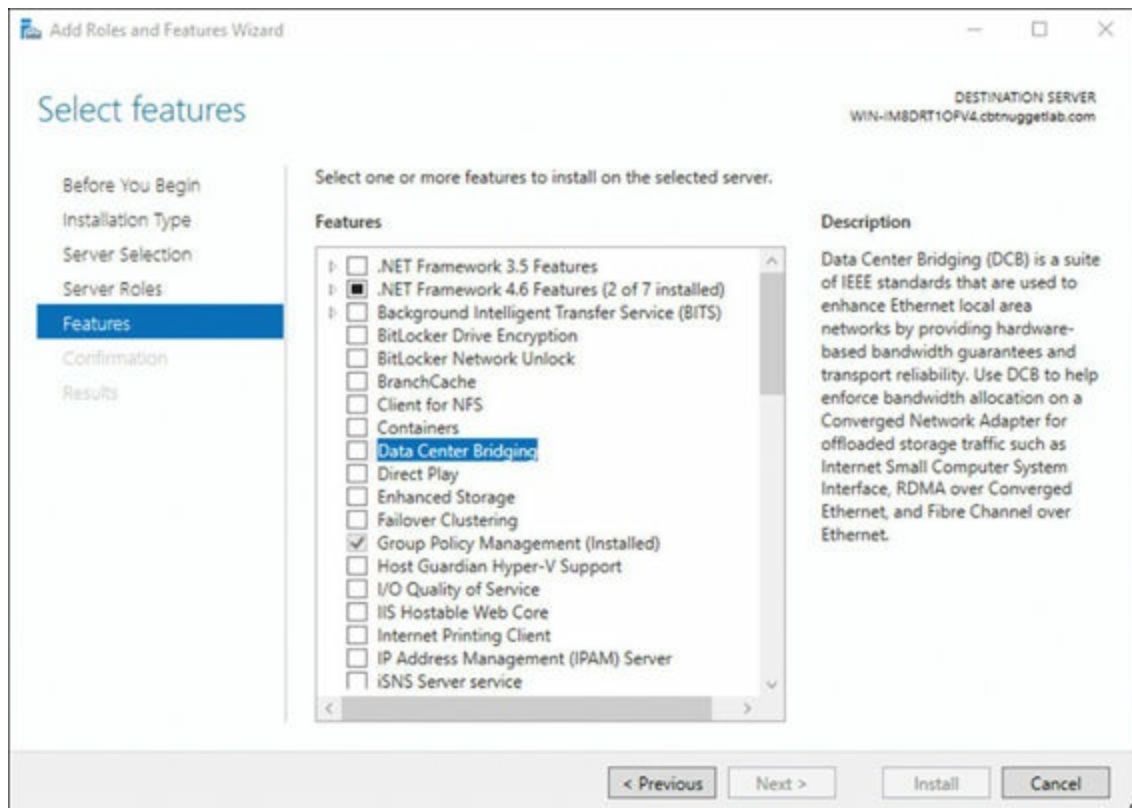 Add Roles and Features Wizard
Select features
DESTINATION SERVER
WIN-IM8DRT1OFV4.cbtnuggetlab.com
Before You Begin
Installation Type
Server Selection
Server Roles
Features
Confirmation
Results
Select one or more features to install on the selected server.
Features
.NET Framework 3.5 Features
.NET Framework 4.6 Features (2 of 7 installed)
Background Intelligent Transfer Service (BITS)
BitLocker Drive Encryption
BitLocker Network Unlock
BranchCache
Client for NFS
Containers
Data Center Bridging
Direct Play
Enhanced Storage
Failover Clustering
Group Policy Management (Installed)
Host Guardian Hyper-V Support
I/O Quality of Service
IIS Hostable Web Core
Internet Printing Client
IP Address Management (IPAM) Server
iSNS Server service
Description
Data Center Bridging (DCB) is a suite
of IEEE standards that are used to
enhance Ethernet local area
networks by providing hardware-
based bandwidth guarantees and
transport reliability. Use DCB to help
enforce bandwidth allocation on a
Converged Network Adapter for
offloaded storage traffic such as
Internet Small Computer System
Interface, RDMA over Converged
Ethernet, and Fibre Channel over
Ethernet.
< Previous
Next >
Install
Cancel